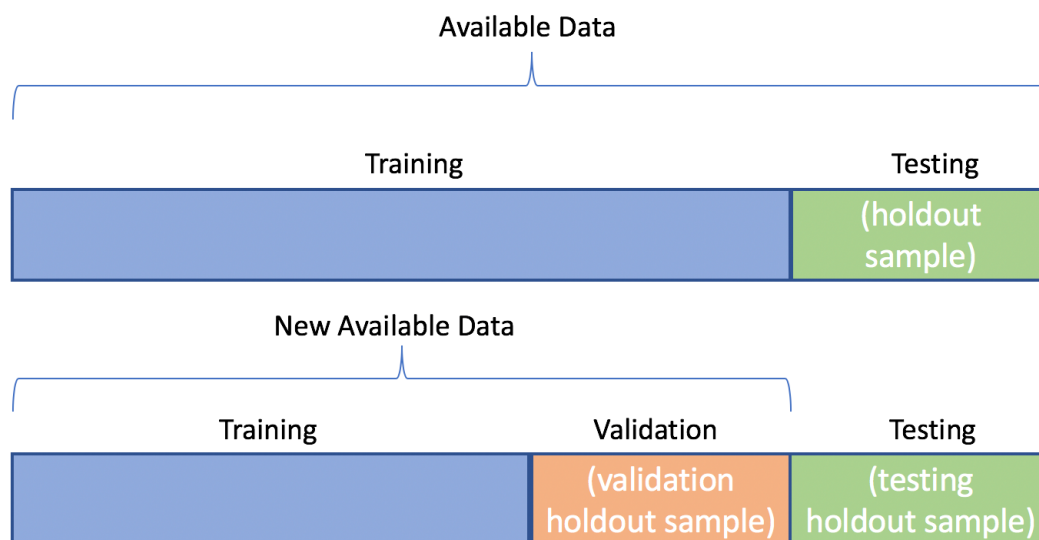 Available Data
Training
Testing
(holdout
sample)
New Available Data
Training
Validation
Testing
(validation
holdout sample)
(testing
holdout sample)